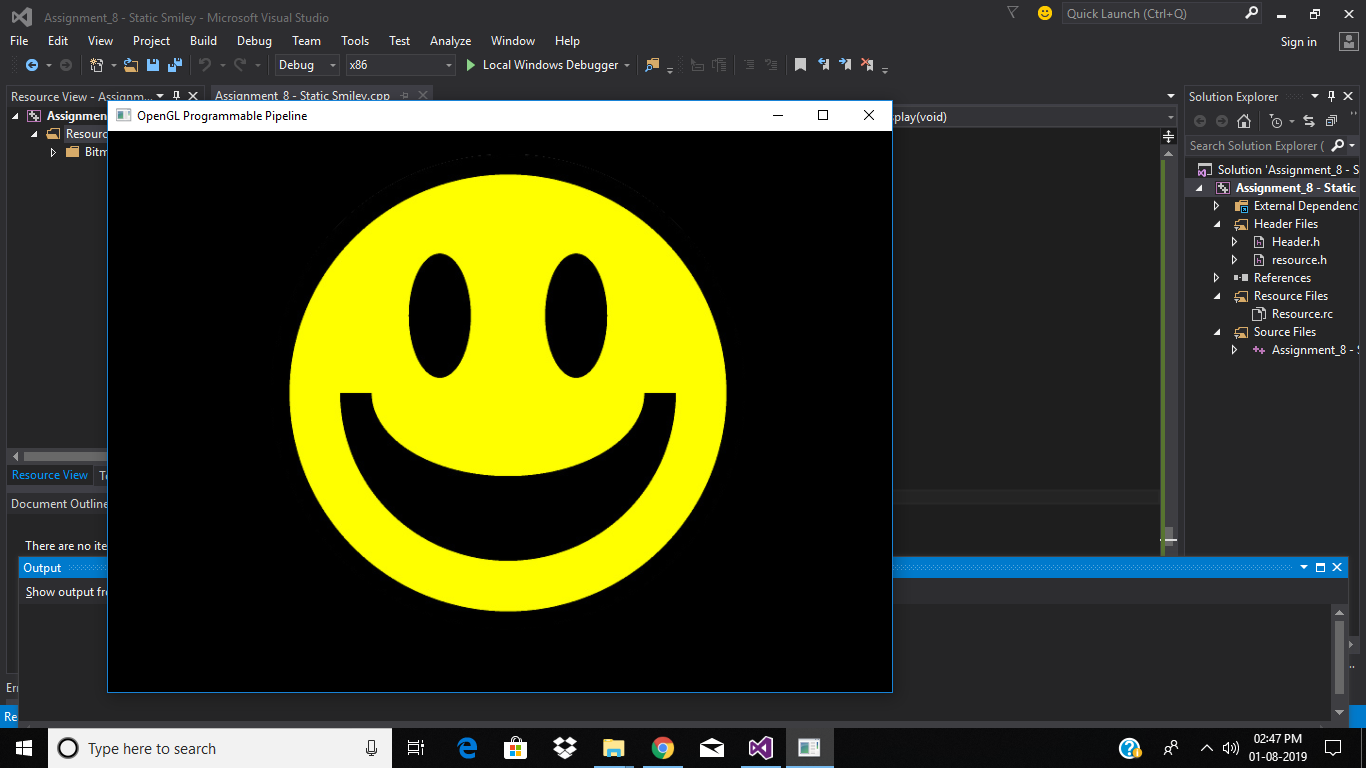 Assignment_8 - Static Smiley - Microsoft Visual Studio
Quick Launch (Ctrl+Q)
File Edit View Project Build Debug Team Tools Test Analyze Window Help
Sign in
Debug x86 Local Windows Debugger
Resource View - Assignm...
Assignment_8 - Static Smiley.cpp
Solution Explorer
Assignment
OpenGL Programmable Pipeline
play(void)
Resourc
Bitm
Search Solution Explorer (
Solution 'Assignment_8 - S
Assignment_8 - Static
External Dependenc
Header Files
Header.h
resource.h
References
Resource Files
Resource.rc
Source Files
Assignment_8 - S
Resource View
Te
Document Outline
There are no ite
Output
Show output fr
Err
Re
Type here to search
02:47 PM
01-08-2019